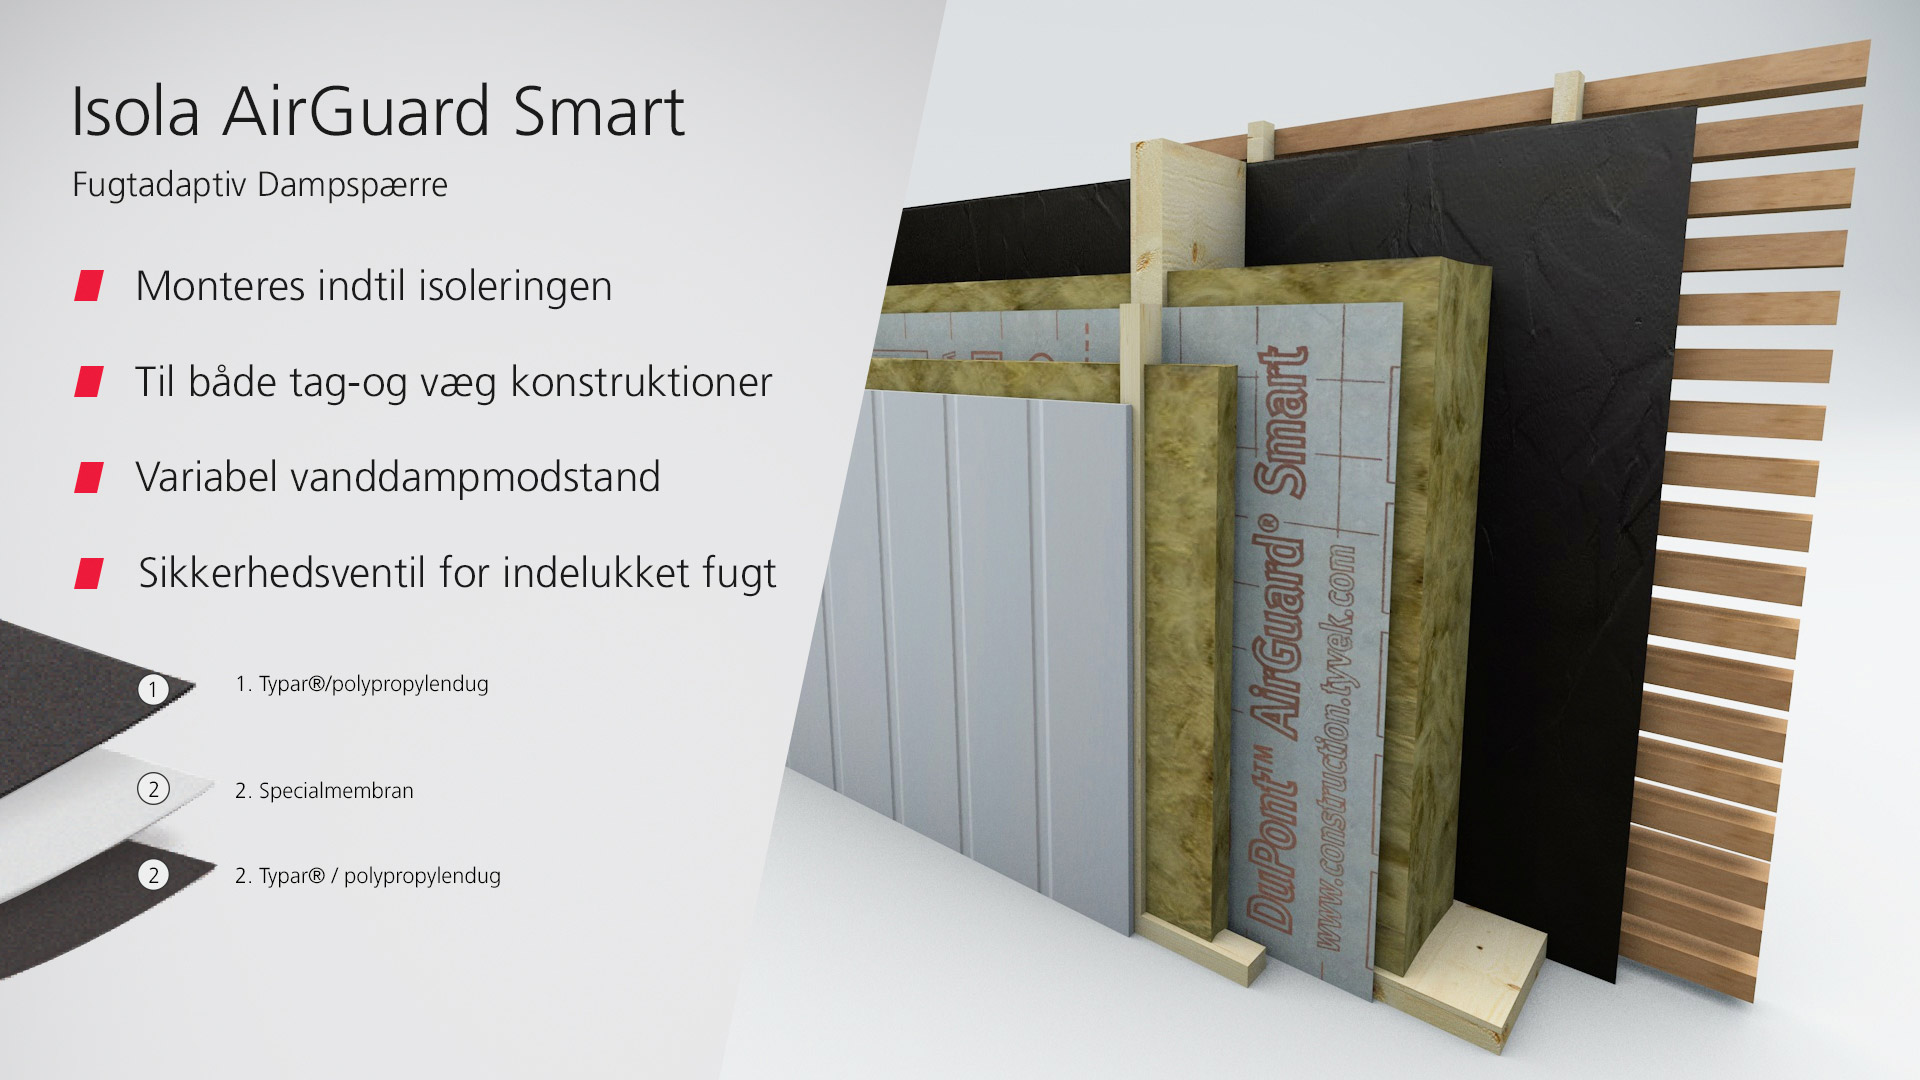 Isola AirGuard Smart
Fugtadaptiv Dampspærre
Monteres indtil isoleringen
Til både tag-og væg konstruktioner
Variabel vanddampmodstand
Sikkerhedsventil for indelukket fugt
1
1. Typar®/polypropylendug
2
2. Specialmembran
2
2. Typar® / polypropylendug
DuPont™ AirGuard® Smart
www.construction.tyvek.com